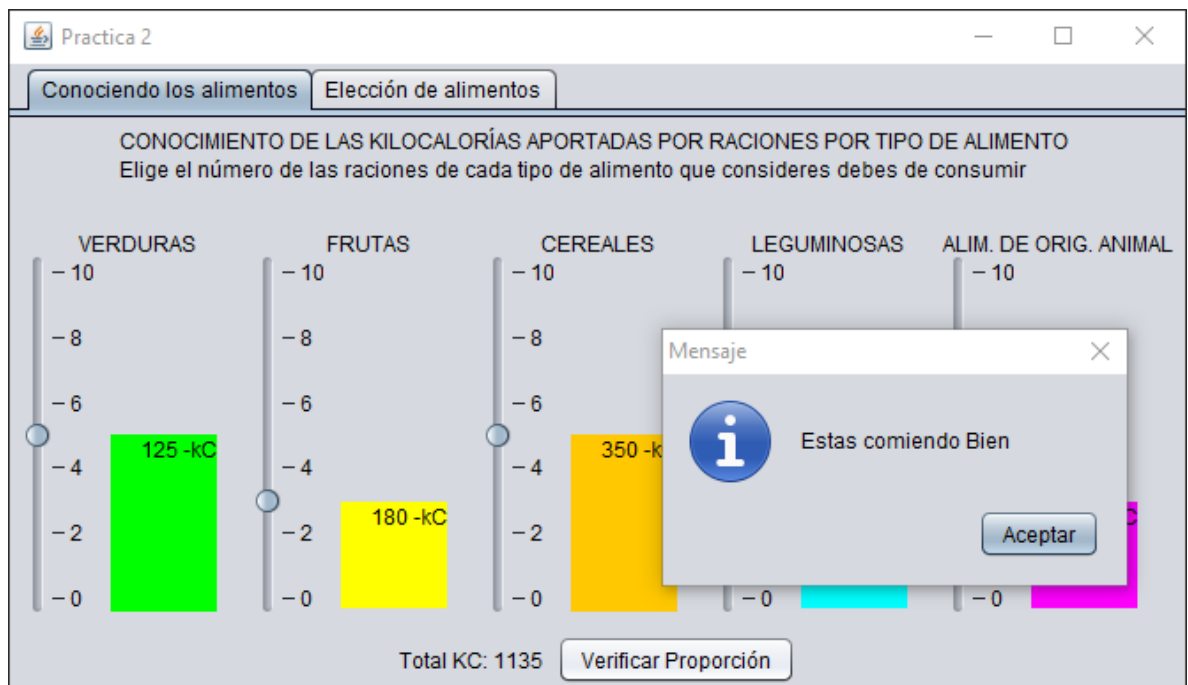 Practica 2
Conociendo los alimentos Elección de alimentos
CONOCIMIENTO DE LAS KILOCALORÍAS APORTADAS POR RACIONES POR TIPO DE ALIMENTO
Elige el número de las raciones de cada tipo de alimento que consideres debes de consumir
VERDURAS FRUTAS CEREALES LEGUMINOSAS ALIM. DE ORIG. ANIMAL
10 10 10 10 10
8 8 8
Mensaje
6 6 6
Estas comiendo Bien
125 -kC 350 -k
4 4 4
180 -kC
2 2 2
Aceptar
0 0 0 0 0
Total KC: 1135 Verificar Proporción